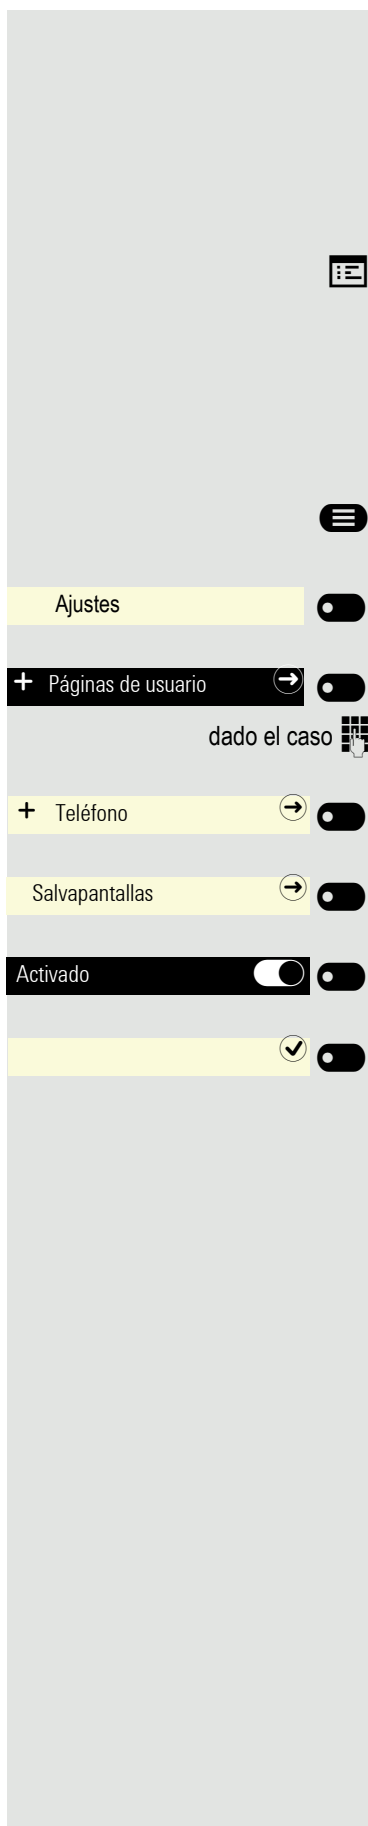 Ajustes
+ Páginas de usuario
dado el caso
+ Teléfono
Salvapantallas
Activado